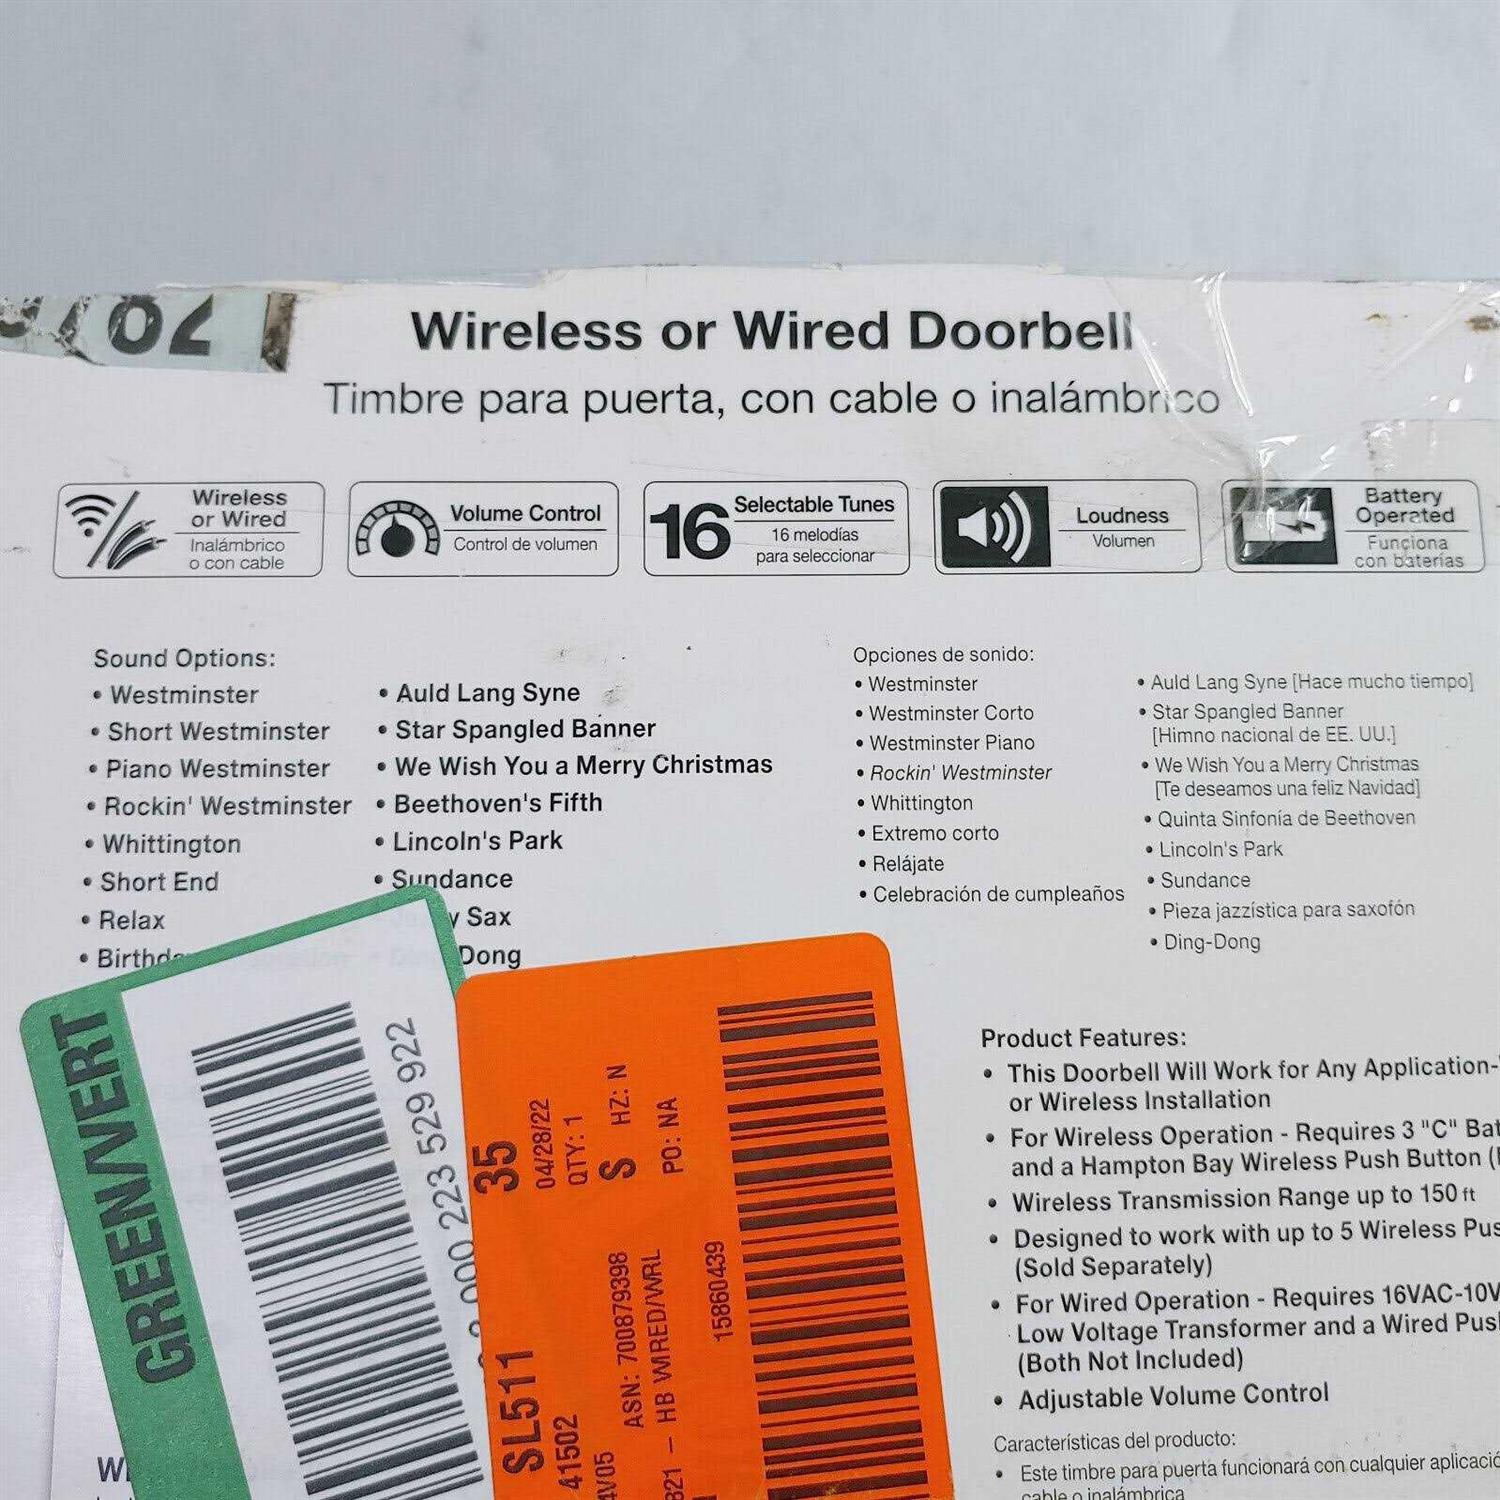 Wireless or Wired Doorbell
Timbre para puerta, con cable o inalámbrico
Wireless
or Wired
Inalámbrico
o con cable
Volume Control
Control de volumen
16
Selectable Tunes
16 melodías
para seleccionar
Loudness
Volumen
Battery
Operated
Funciona
con baterías
Sound Options:
• Westminster
• Short Westminster
• Piano Westminster
• Rockin' Westminster
• Whittington
• Short End
• Relax
• Auld Lang Syne
• Star Spangled Banner
• We Wish You a Merry Christmas
• Beethoven's Fifth
• Lincoln's Park
• Sundance
Sax
Dong
Opciones de sonido:
• Westminster
• Westminster Corto
• Westminster Piano
• Rockin' Westminster
• Whittington
• Extremo corto
• Relájate
• Celebración de cumpleaños
• Auld Lang Syne [Hace mucho tiempo]
• Star Spangled Banner
[Himno nacional de EE. UU.]
• We Wish You a Merry Christmas
[Te deseamos una feliz Navidad]
• Quinta Sinfonía de Beethoven
• Lincoln's Park
• Sundance
• Pieza jazzística para saxofón
• Ding-Dong
GREEN/VERT
000 223 529 922
35
04/28/22
QTY: 1
S HZ: N
PO: NA
SL511
41502
ASN: 700879398
821 – HB WIRED/WRL
15860439
Product Features:
• This Doorbell Will Work for Any Application-
or Wireless Installation
• For Wireless Operation - Requires 3 "C"
and a Hampton Bay Wireless Push Button
• Wireless Transmission Range up to 150 ft
• Designed to work with up to 5 Wireless
(Sold Separately)
• For Wired Operation - Requires 16VAC-10V
Low Voltage Transformer and a Wired
(Both Not Included)
• Adjustable Volume Control
Características del producto:
• Este timbre para puerta funcionará con cualquier
cable o inalámbrica